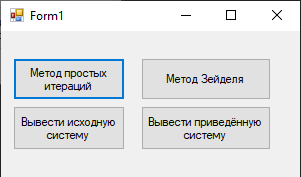 Form1
Метод простых
итераций
Метод Зейделя
Вывести исходную
систему
Вывести приведённую
систему